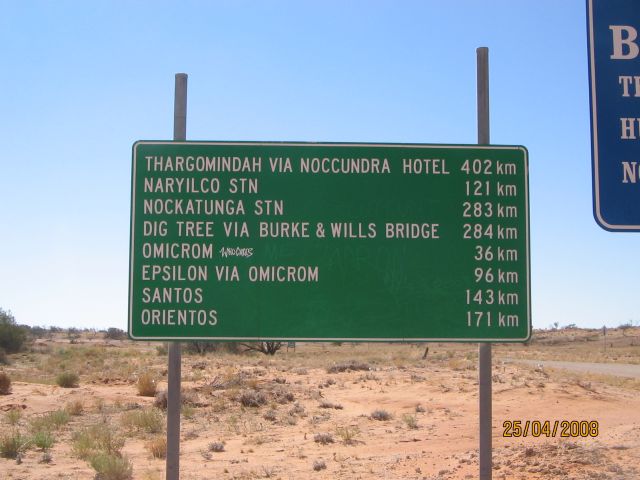 THARGOMINDAH VIA NOCCUNDRA HOTEL 402 km
NARYILCO STN 121 km
NOCKATUNGA STN 283 km
DIG TREE VIA BURKE & WILLS BRIDGE 284 km
OMICROM 36 km
EPSILON VIA OMICROM 96 km
SANTOS 143 km
ORIENTOS 171 km
25/04/2008